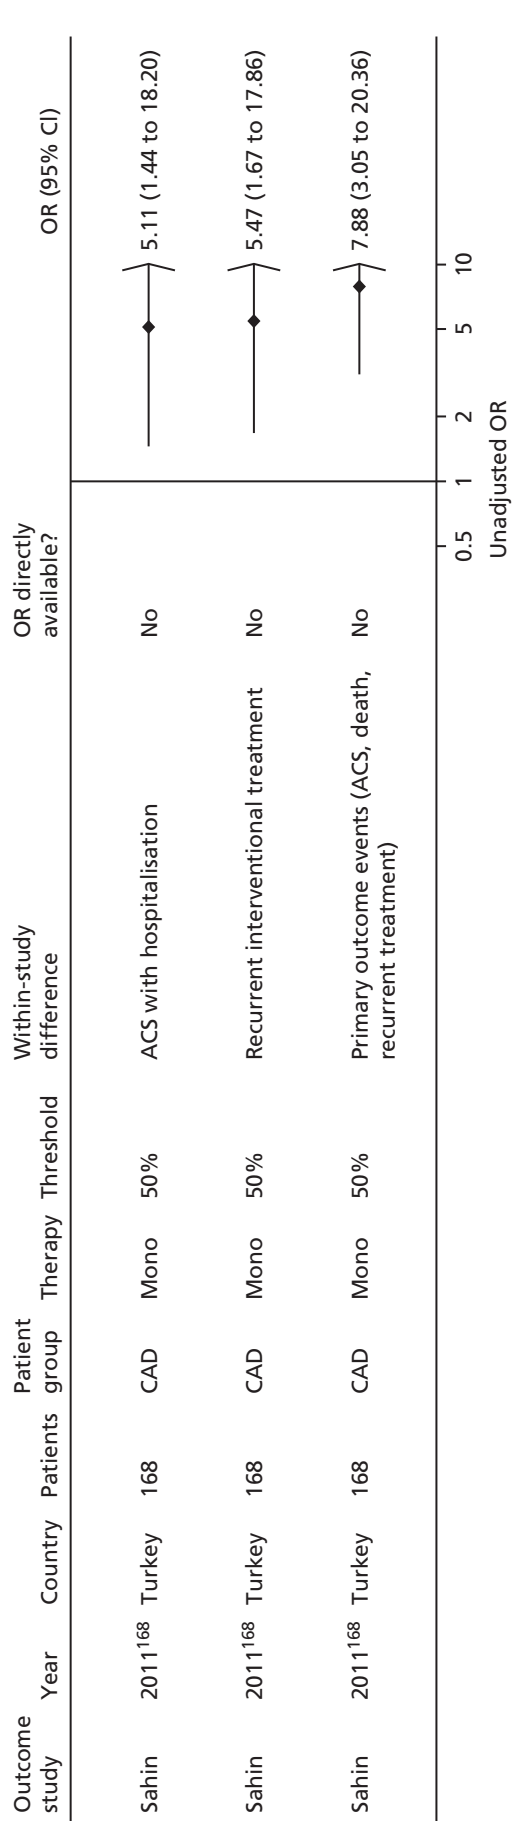 Outcome study Year Country Patients Patient group Therapy Threshold Within-study difference OR directly available? OR (95% CI)
Sahin 2011¹⁶⁸ Turkey 168 CAD Mono 50% ACS with hospitalisation No 5.11 (1.44 to 18.20)
Sahin 2011¹⁶⁸ Turkey 168 CAD Mono 50% Recurrent interventional treatment No 5.47 (1.67 to 17.86)
Sahin 2011¹⁶⁸ Turkey 168 CAD Mono 50% Primary outcome events (ACS, death, No 7.88 (3.05 to 20.36)
recurrent treatment)
0.5 1 2 5 10
Unadjusted OR